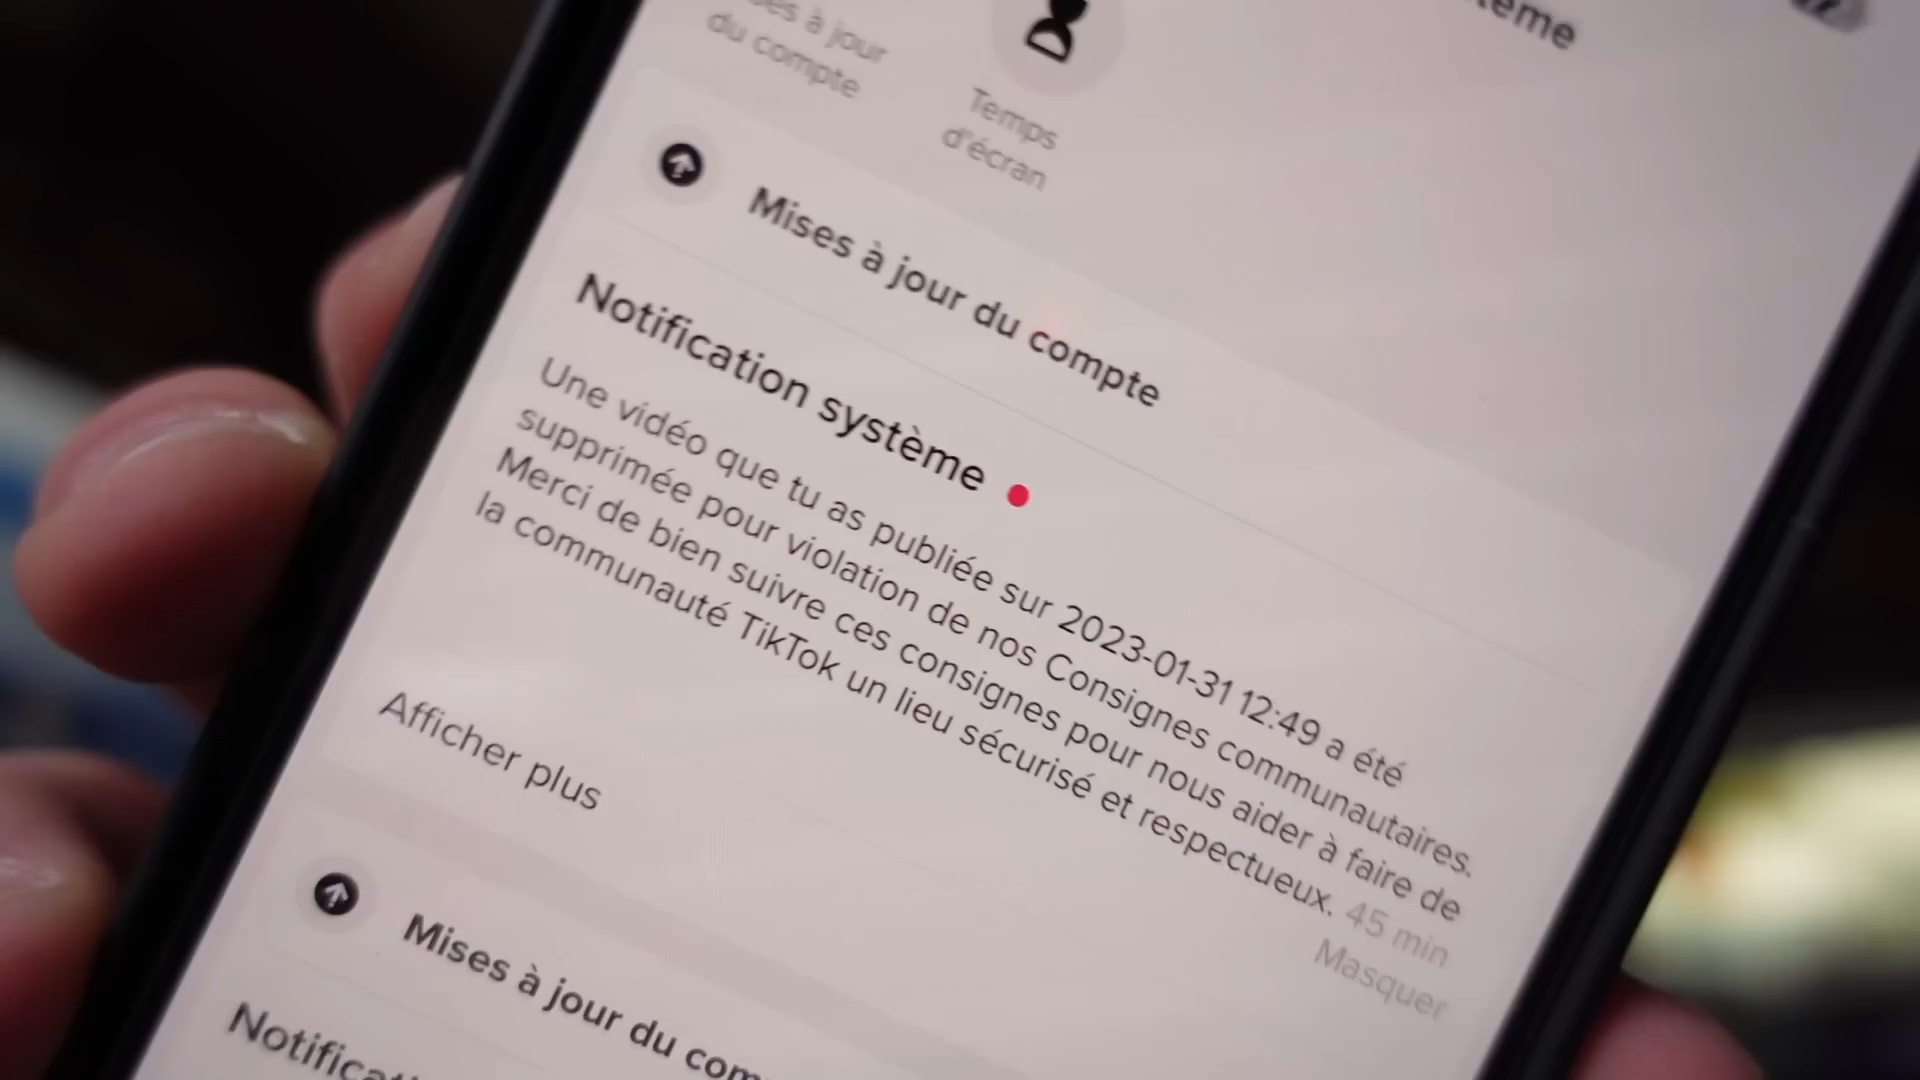 à jour
du compte
Temps
d'écran
Mises à jour du compte
Notification système
Une vidéo que tu as publiée sur 2023-01-31 12:49 a été
supprimée pour violation de nos Consignes communautaires.
Merci de bien suivre ces consignes pour nous aider à faire de
la communauté TikTok un lieu sécurisé et respectueux. 45 min
Masquer
Afficher plus
Mises à jour du